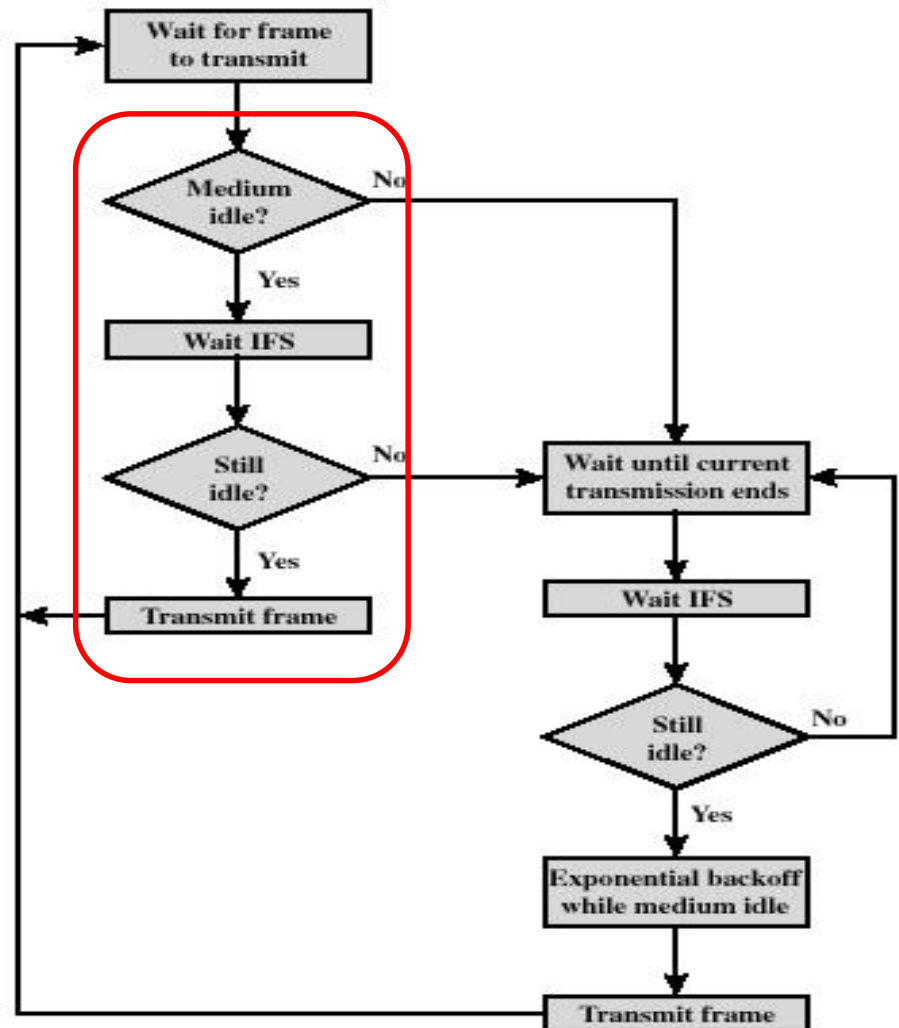 Wait for frame
to transmit
Medium
idle?
No
Yes
Wait IFS
Still
idle?
No
Yes
Transmit frame
Wait until current
transmission ends
Wait IFS
Still
idle?
No
Yes
Exponential backoff
while medium idle
Transmit frame